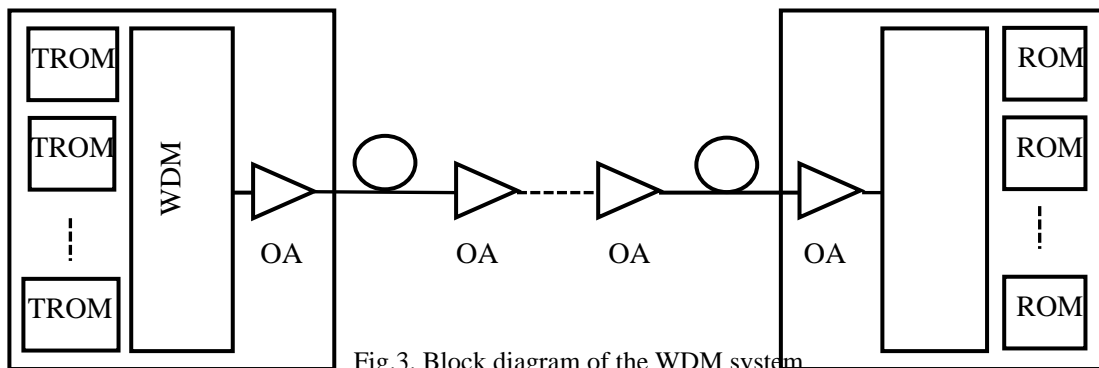 TROM
TROM
TROM
WDM
OA
OA
OA
OA
ROM
ROM
ROM
Fig.3. Block diagram of the WDM system